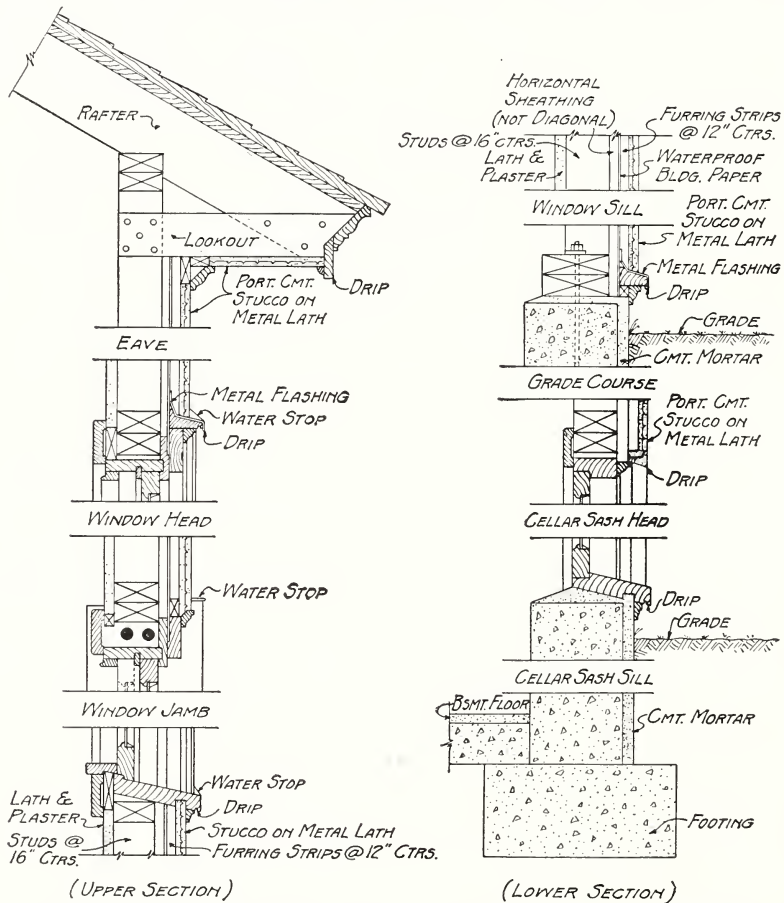 RAFTER
LOOKOUT
PORT. CMT.
STUCCO ON
METAL LATH
DRIP
EAVE
METAL FLASHING
WATER STOP
DRIP
WINDOW HEAD
WATER STOP
WINDOW JAMB
WATER STOP
DRIP
LATH &
PLASTER
STUDS @
16" CTRS.
STUCCO ON METAL LATH
FURRING STRIPS @ 12" CTRS.
(UPPER SECTION)
HORIZONTAL
SHEATHING
(NOT DIAGONAL)
STUDS @ 16" CTRS.
LATH &
PLASTER
FURRING STRIPS
@ 12" CTRS.
WATERPROOF
BLDG. PAPER
WINDOW SILL
PORT. CMT.
STUCCO ON
METAL LATH
METAL FLASHING
DRIP
GRADE
CMT. MORTAR
GRADE COURSE
PORT. CMT.
STUCCO ON
METAL LATH
DRIP
CELLAR SASH HEAD
DRIP
GRADE
CELLAR SASH SILL
BSMT. FLOOR
CMT. MORTAR
FOOTING
(LOWER SECTION)